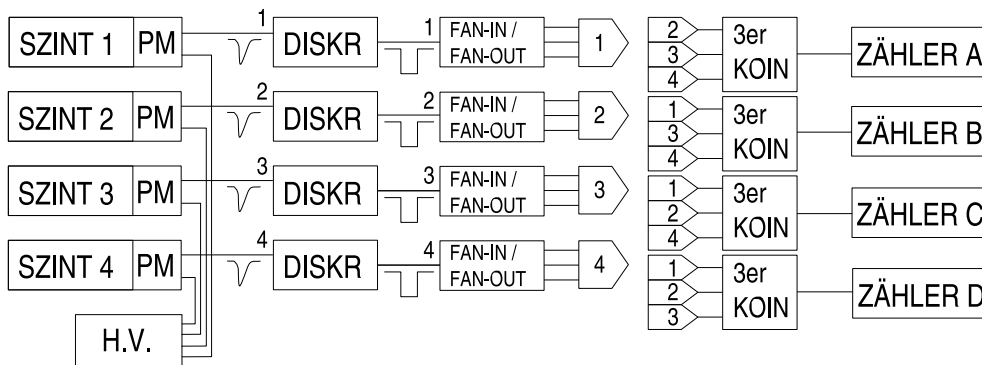 SZINT 1 PM 1 DISKR 1 FAN-IN / FAN-OUT 1
SZINT 2 PM 2 DISKR 2 FAN-IN / FAN-OUT 2
SZINT 3 PM 3 DISKR 3 FAN-IN / FAN-OUT 3
SZINT 4 PM 4 DISKR 4 FAN-IN / FAN-OUT 4
H.V.
2 3 4 3er KOIN ZÄHLER A
1 3 4 3er KOIN ZÄHLER B
1 2 4 3er KOIN ZÄHLER C
1 2 3 3er KOIN ZÄHLER D